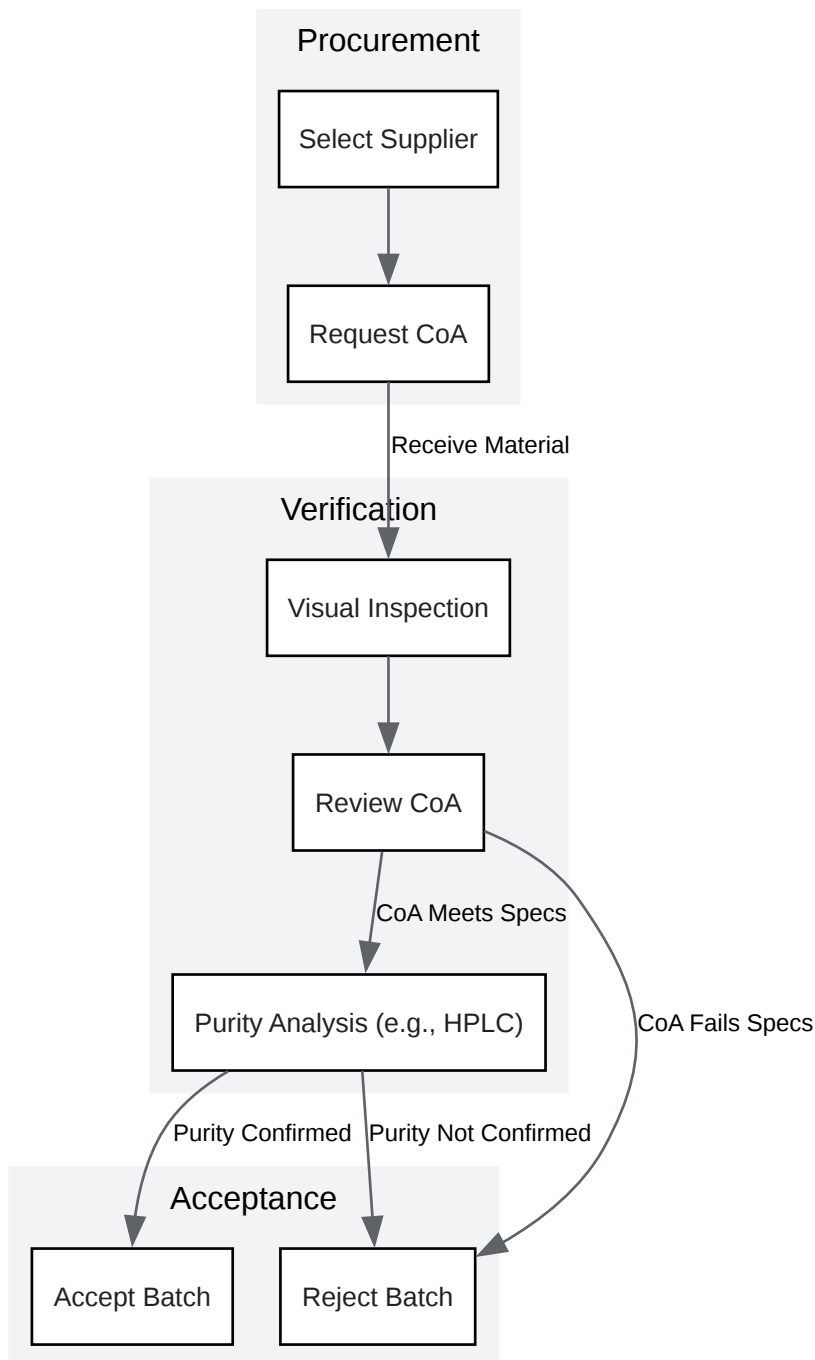 Procurement
Select Supplier
Request CoA
Receive Material
Verification
Visual Inspection
Review CoA
CoA Meets Specs
Purity Analysis (e.g., HPLC)
CoA Fails Specs
Purity Confirmed
Purity Not Confirmed
Acceptance
Accept Batch
Reject Batch